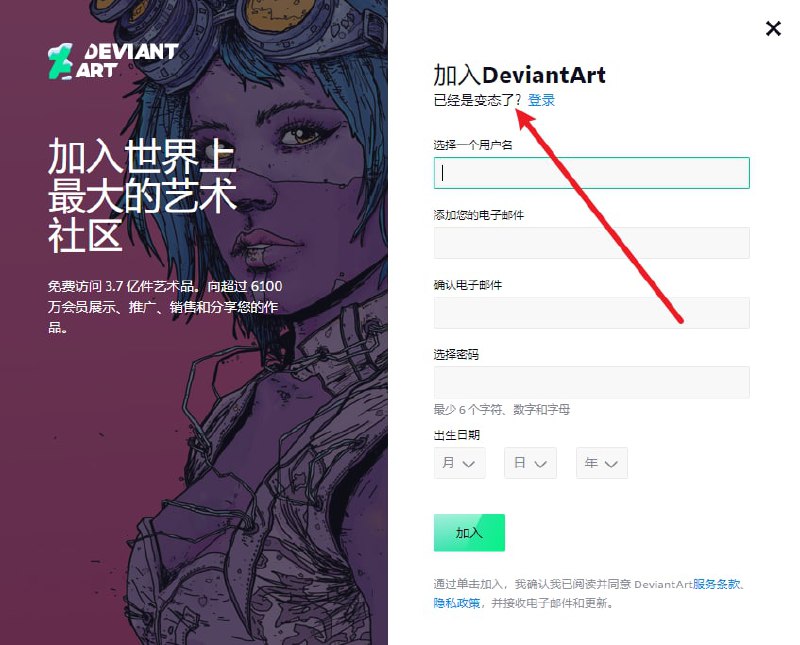 DEVIANT
ART
加入世界上
最大的艺术
社区
免费访问 3.7 亿件艺术品。向超过 6100
万会员展示、推广、销售和分享您的作
品。
加入DeviantArt
已经是变态了? 登录
选择一个用户名
添加您的电子邮件
确认电子邮件
选择密码
最少 6 个字符、数字和字母
出生日期
月 日 年
加入
通过单击加入，我确认我已阅读并同意 DeviantArt服务条款、
隐私政策，并接收电子邮件和更新。